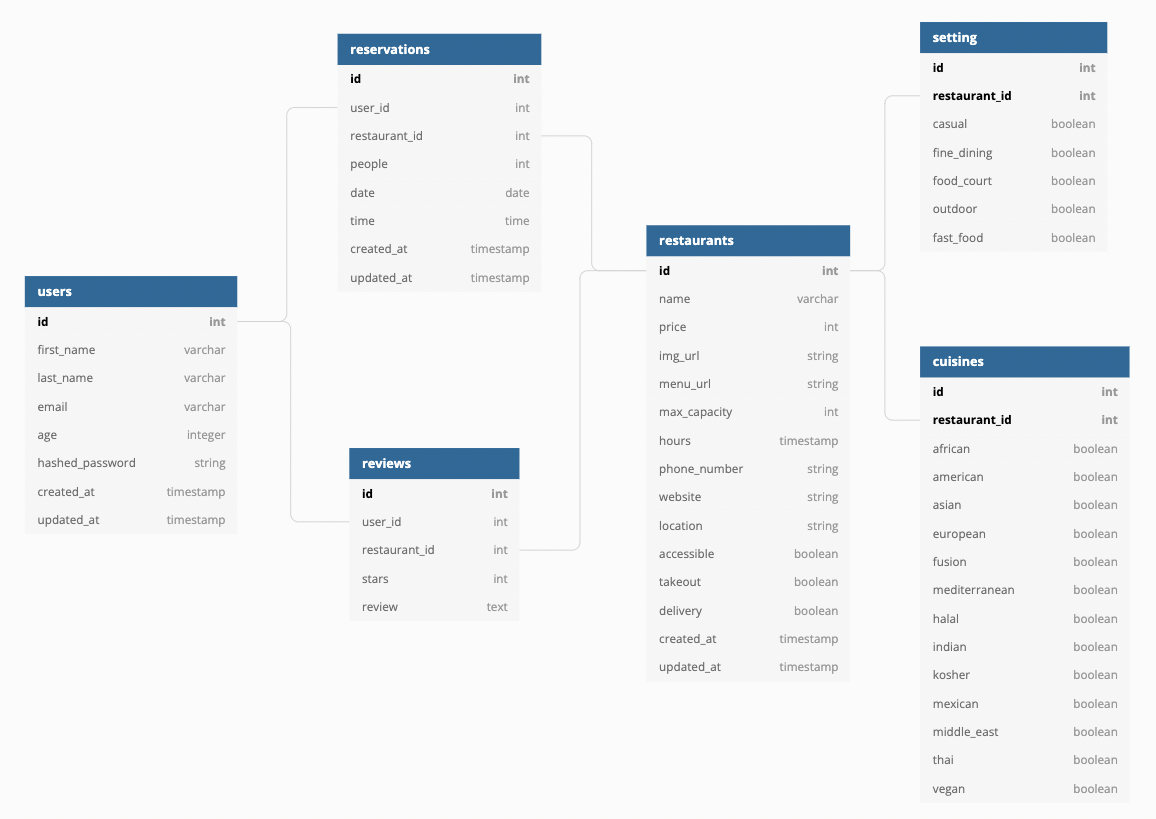 reservations
id int
user_id int
restaurant_id int
people int
date date
time time
created_at timestamp
updated_at timestamp
setting
id int
restaurant_id int
casual boolean
fine_dining boolean
food_court boolean
outdoor boolean
fast_food boolean
users
id int
first_name varchar
last_name varchar
email varchar
age integer
hashed_password string
created_at timestamp
updated_at timestamp
restaurants
id int
name varchar
price int
img_url string
menu_url string
max_capacity int
hours timestamp
phone_number string
website string
location string
accessible boolean
takeout boolean
delivery boolean
created_at timestamp
updated_at timestamp
reviews
id int
user_id int
restaurant_id int
stars int
review text
cuisines
id int
restaurant_id int
african boolean
american boolean
asian boolean
european boolean
fusion boolean
mediterranean boolean
halal boolean
indian boolean
kosher boolean
mexican boolean
middle_east boolean
thai boolean
vegan boolean